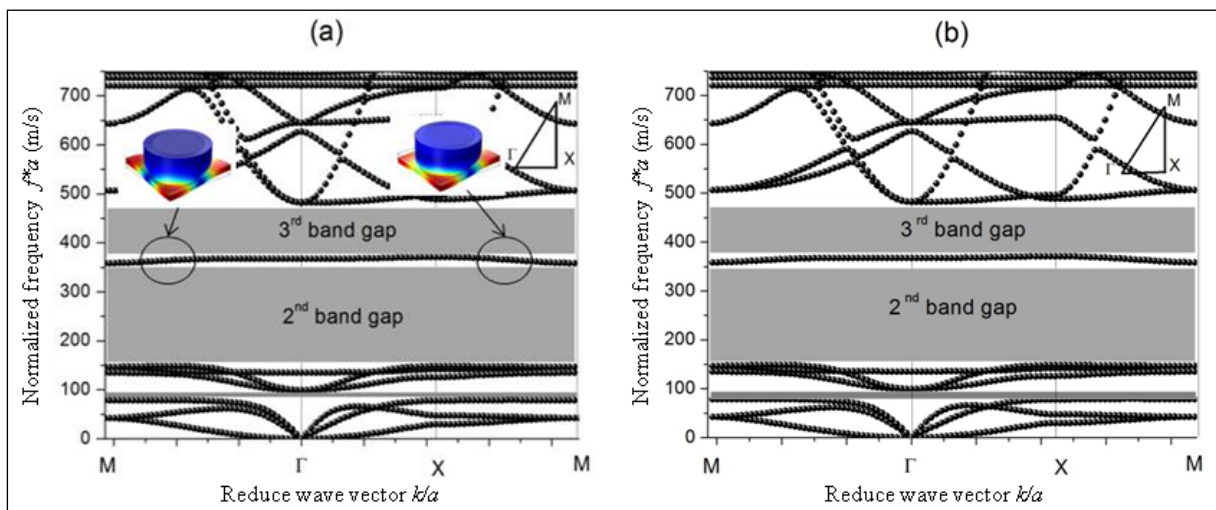 (a)
Normalized frequency f*a (m/s)
700
600
500
400
300
200
100
0
M
Γ
X
3rd band gap
2nd band gap
M
Γ
X
M
Reduce wave vector k/a
(b)
Normalized frequency f*a (m/s)
700
600
500
400
300
200
100
0
M
Γ
X
3rd band gap
2nd band gap
M
Γ
X
M
Reduce wave vector k/a